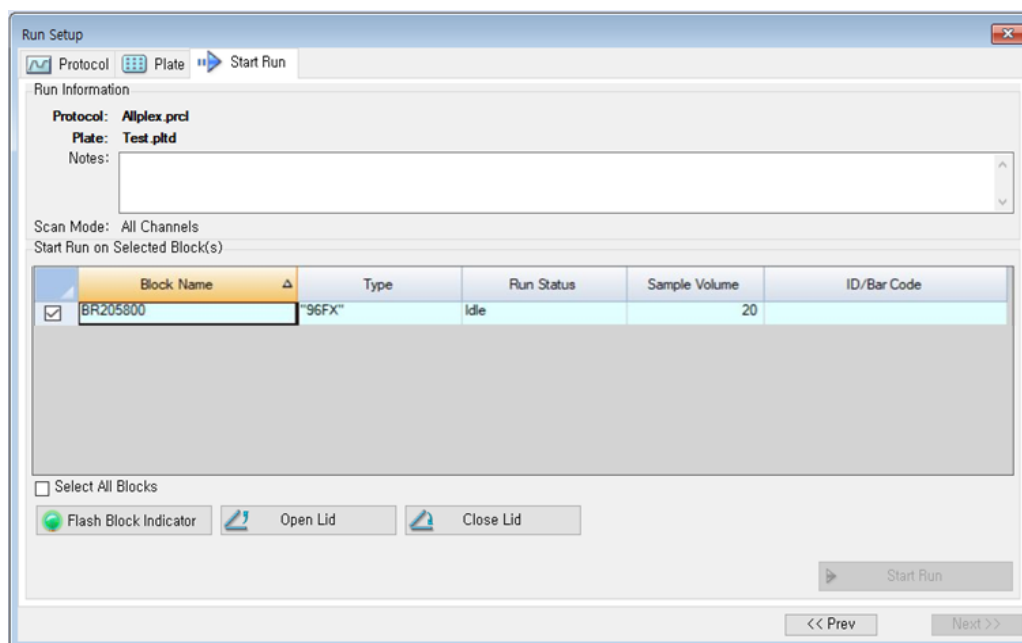 Run Setup
Protocol Plate Start Run
Run Information
Protocol: Allplex.prcl
Plate: Test.pltd
Notes:
Scan Mode: All Channels
Start Run on Selected Block(s)
Block Name Type Run Status Sample Volume ID/Bar Code
BR205800 "96FX" Idle 20
Select All Blocks
Flash Block Indicator Open Lid Close Lid
Start Run
<< Prev Next >>